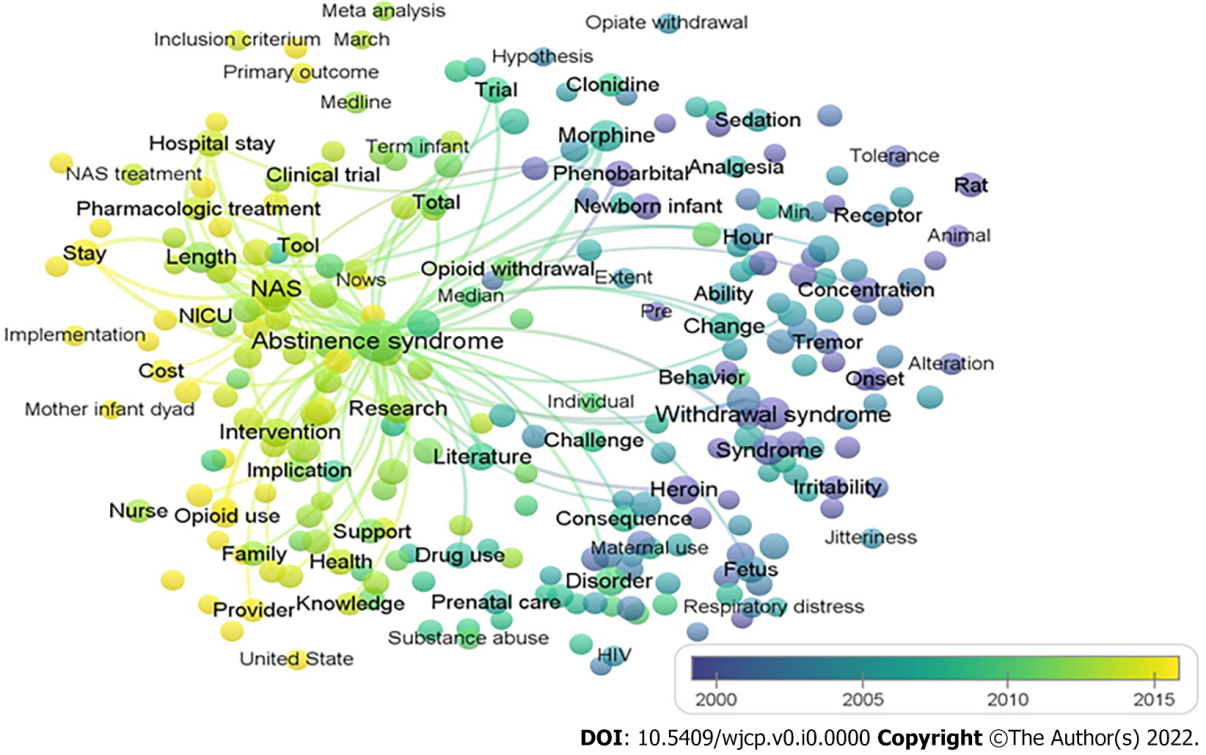 Meta analysis
Opiate withdrawal
Inclusion criterium
March
Hypothesis
Primary outcome
Trial
Clonidine
Medline
Sedation
Hospital stay
Term infant
Morphine
Tolerance
NAS treatment
Clinical trial
Phenobarbital
Analgesia
Rat
Pharmacologic treatment
Total
Newborn infant
Min.
Receptor
Stay
Length
Tool
Hour
Animal
NAS
Nows
Opioid withdrawal
Extent
Median
Ability
Concentration
NICU
Pre
Implementation
Abstinence syndrome
Change
Tremor
Cost
Behavior
Onset
Alteration
Mother infant dyad
Research
Individual
Withdrawal syndrome
Intervention
Challenge
Implication
Literature
Syndrome
Heroin
Irritability
Nurse
Opioid use
Support
Consequence
Jitteriness
Family
Health
Drug use
Maternal use
Disorder
Fetus
Provider
Knowledge
Prenatal care
Respiratory distress
Substance abuse
United State
HIV
2000 2005 2010 2015
DOI: 10.5409/wjcp.v0.i0.0000 Copyright ©The Author(s) 2022.